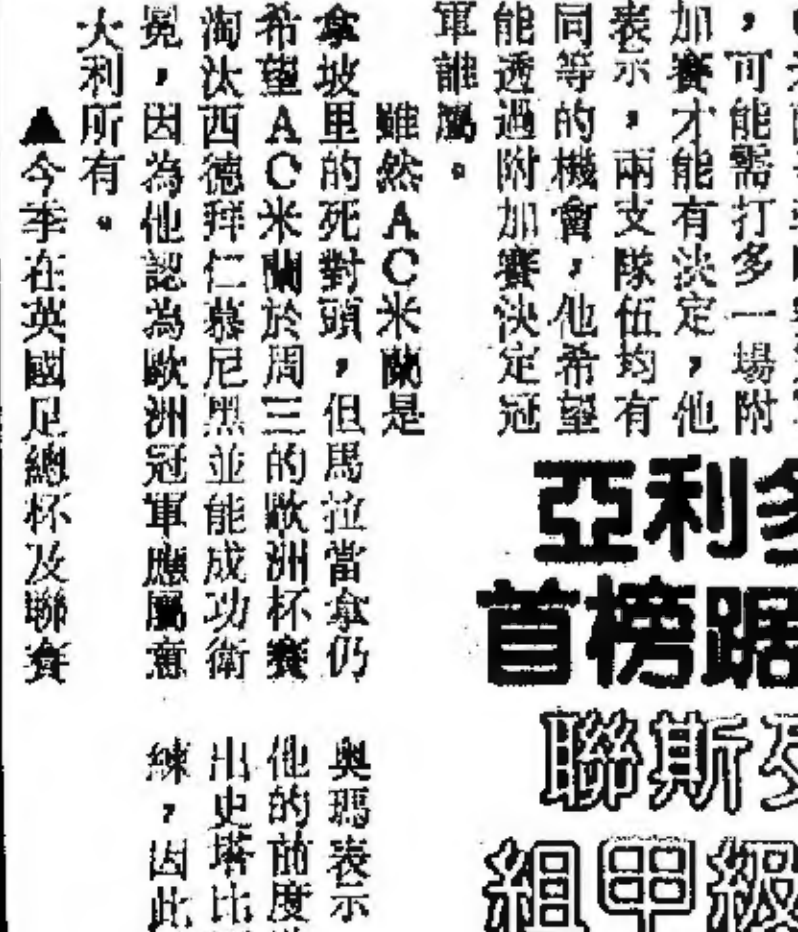 ，可能需打多一場附
加賽才能有決定，他
表示，兩支隊伍均有
同等的機會，他希望
能透過附加賽決定冠
軍誰屬。
雖然AC米蘭是
拿坡里的死對頭，但馬拉當拿仍
希望AC米蘭於周三的歐洲杯賽
淘汰西德拜仁慕尼黑並能成功衛
冕，因為他認為歐洲冠軍應屬意
大利所有。
▲今季在英國足總杯及聯賽
亞利多
首榜踞
聯斯
組甲級
奧瑪表示
他的前度
出史塔比
練，因此